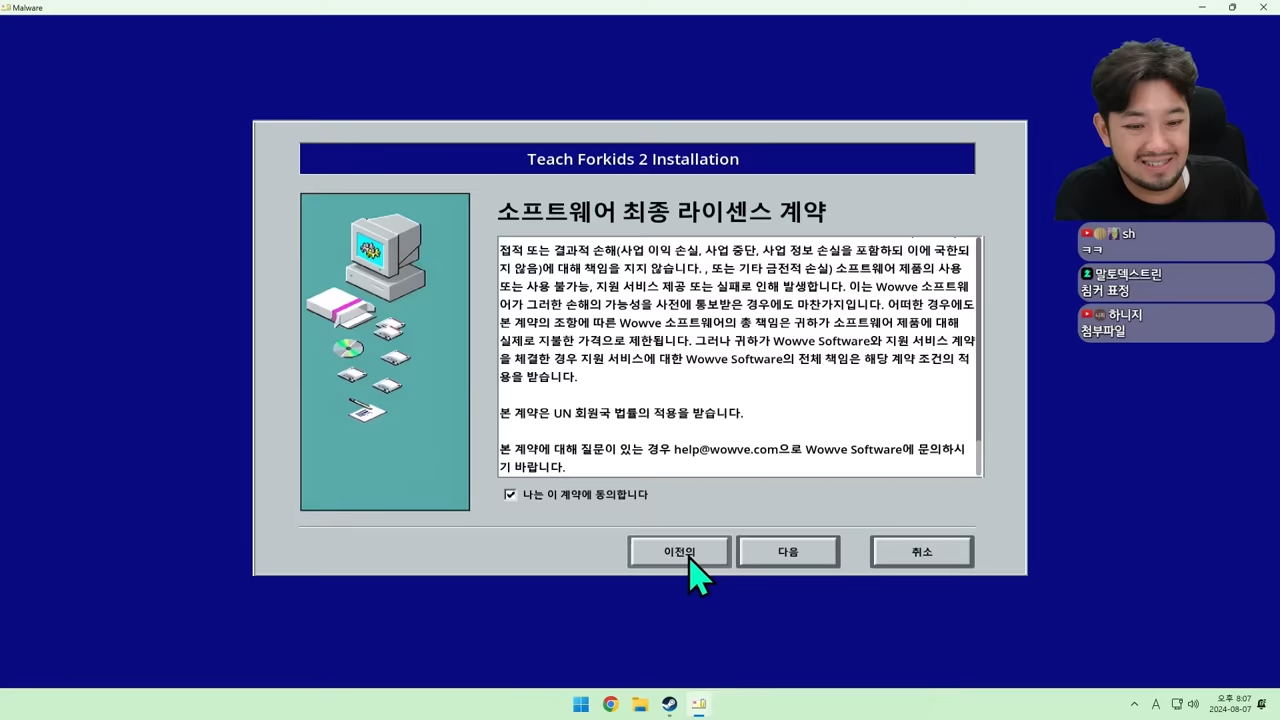 Malware
Teach Forkids 2 Installation
소프트웨어 최종 라이센스 계약
접적 또는 결과적 손해(사업 이익 손실, 사업 중단, 사업 정보 손실을 포함하되 이에 국한되
지 않음)에 대해 책임을 지지 않습니다. , 또는 기타 금전적 손실) 소프트웨어 제품의 사용
또는 사용 불가능, 지원 서비스 제공 또는 실패로 인해 발생합니다. 이는 Wowve 소프트웨
어가 그러한 손해의 가능성을 사전에 통보받은 경우에도 마찬가지입니다. 어떠한 경우에도
본 계약의 조항에 따른 Wowve 소프트웨어의 총 책임은 귀하가 소프트웨어 제품에 대해
실제로 지불한 가격으로 제한됩니다. 그러나 귀하가 Wowve Software와 지원 서비스 계약
을 체결한 경우 지원 서비스에 대한 Wowve Software의 전체 책임은 해당 계약 조건의 적
용을 받습니다.
본 계약은 UN 회원국 법률의 적용을 받습니다.
본 계약에 대해 질문이 있는 경우 help@wowve.com으로 Wowve Software에 문의하시
기 바랍니다.
나는 이 계약에 동의합니다
이전의
다음
취소
sh
ㅋㅋ
말토덱스트린
침커 표정
하니지
첨부파일
A
오후 8:07
2024-08-07